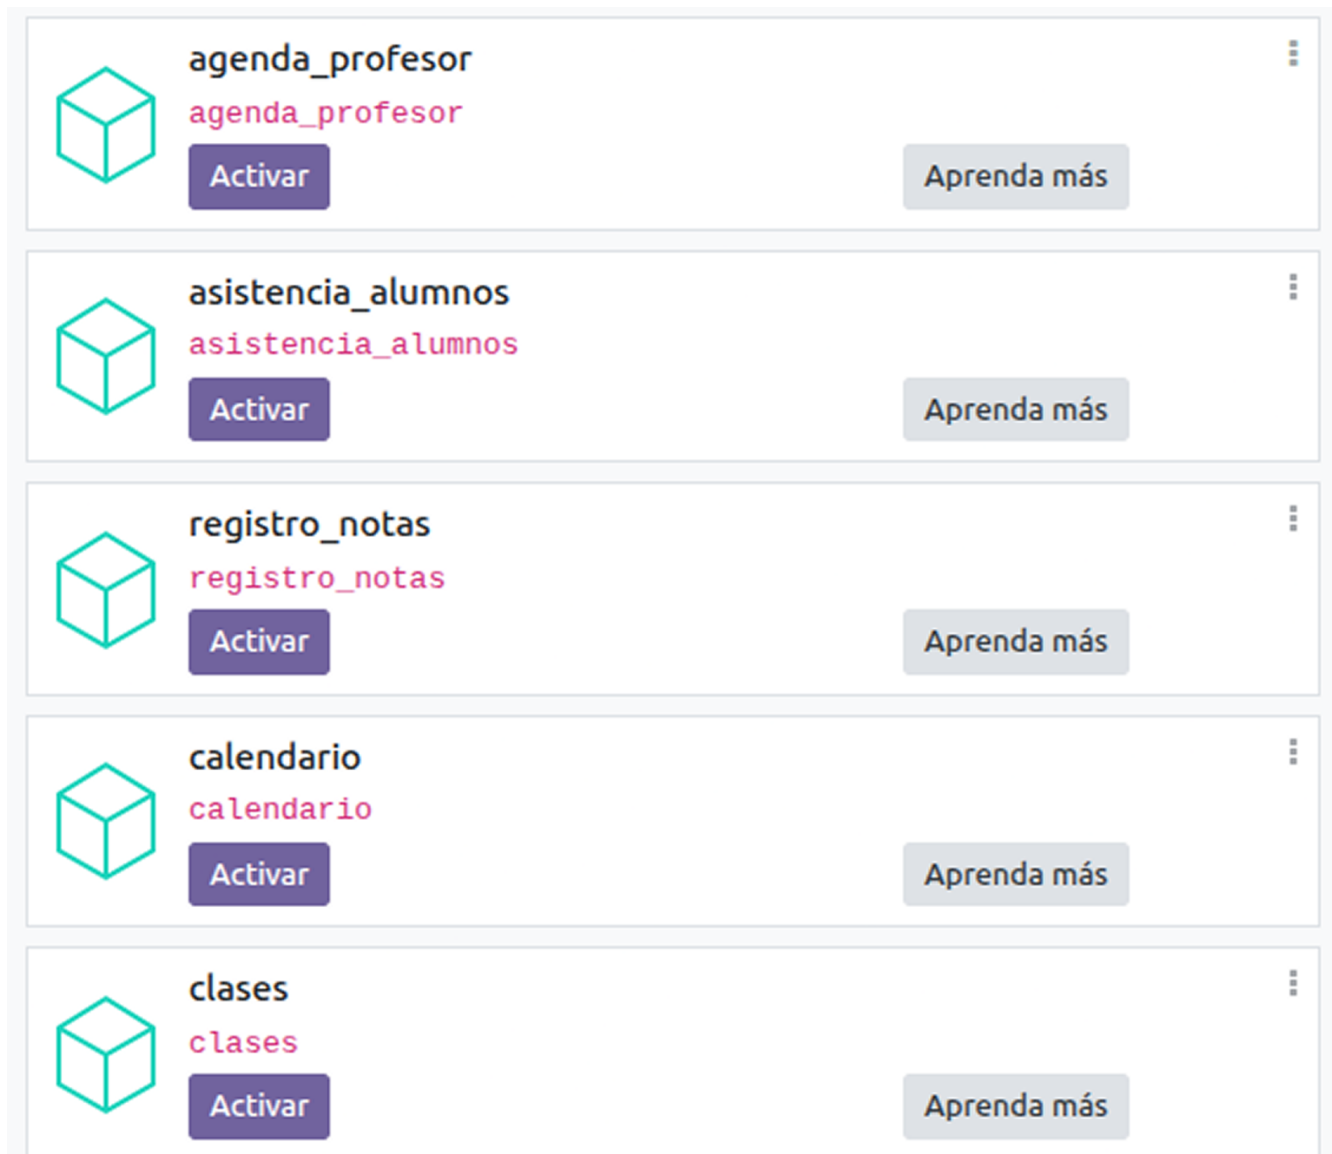 agenda_profesor
agenda_profesor
Activar Aprenda más
asistencia_alumnos
asistencia_alumnos
Activar Aprenda más
registro_notas
registro_notas
Activar Aprenda más
calendario
calendario
Activar Aprenda más
clases
clases
Activar Aprenda más